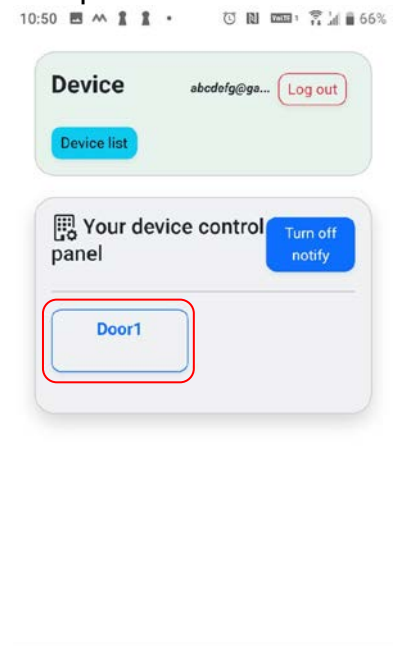 10:50 66%
Device abcdefg@ga... Log out
Device list
Your device control
panel
Turn off
notify
Door1